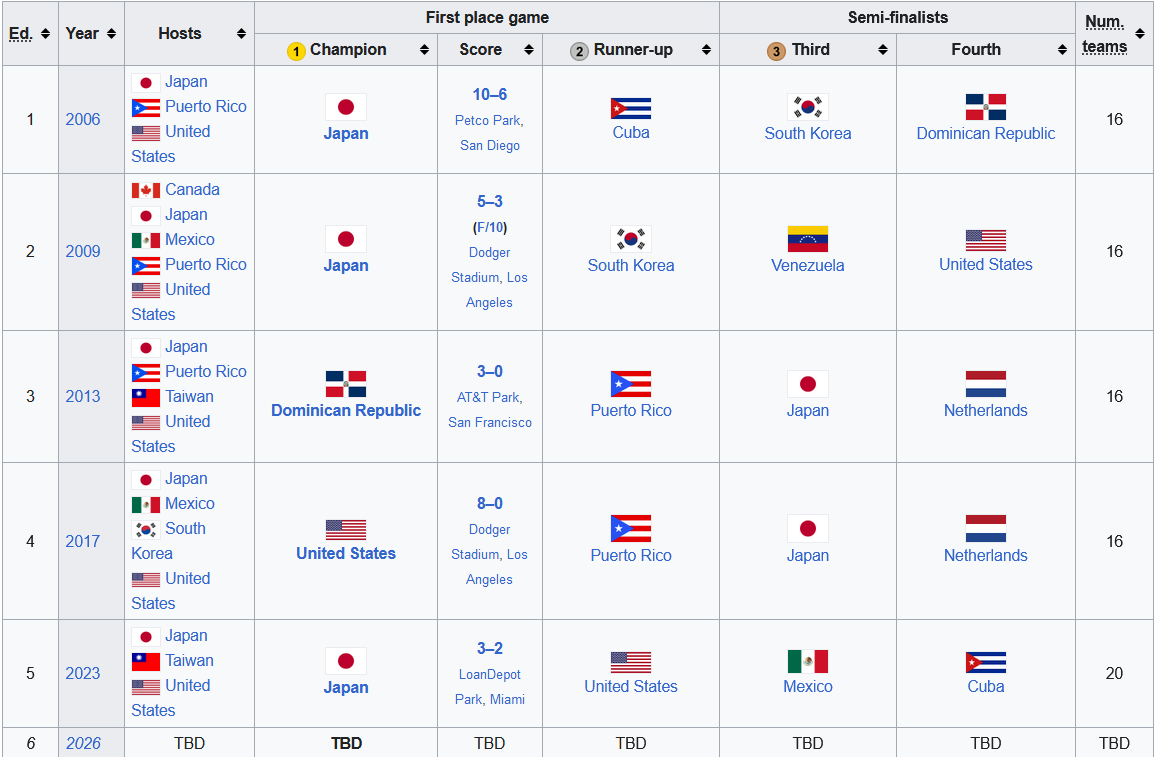 Ed. Year Hosts First place game Semi-finalists Num. teams
1 Champion Score 2 Runner-up 3 Third Fourth
1 2006 Japan Puerto Rico United States Japan 10–6 Petco Park, San Diego Cuba South Korea Dominican Republic 16
2 2009 Canada Japan Mexico Puerto Rico United States Japan 5–3 (F/10) Dodger Stadium, Los Angeles South Korea Venezuela United States 16
3 2013 Japan Puerto Rico Taiwan United States Dominican Republic 3–0 AT&T Park, San Francisco Puerto Rico Japan Netherlands 16
4 2017 Japan Mexico South Korea United States United States 8–0 Dodger Stadium, Los Angeles Puerto Rico Japan Netherlands 16
5 2023 Japan Taiwan United States Japan 3–2 LoanDepot Park, Miami United States Mexico Cuba 20
6 2026 TBD TBD TBD TBD TBD TBD TBD